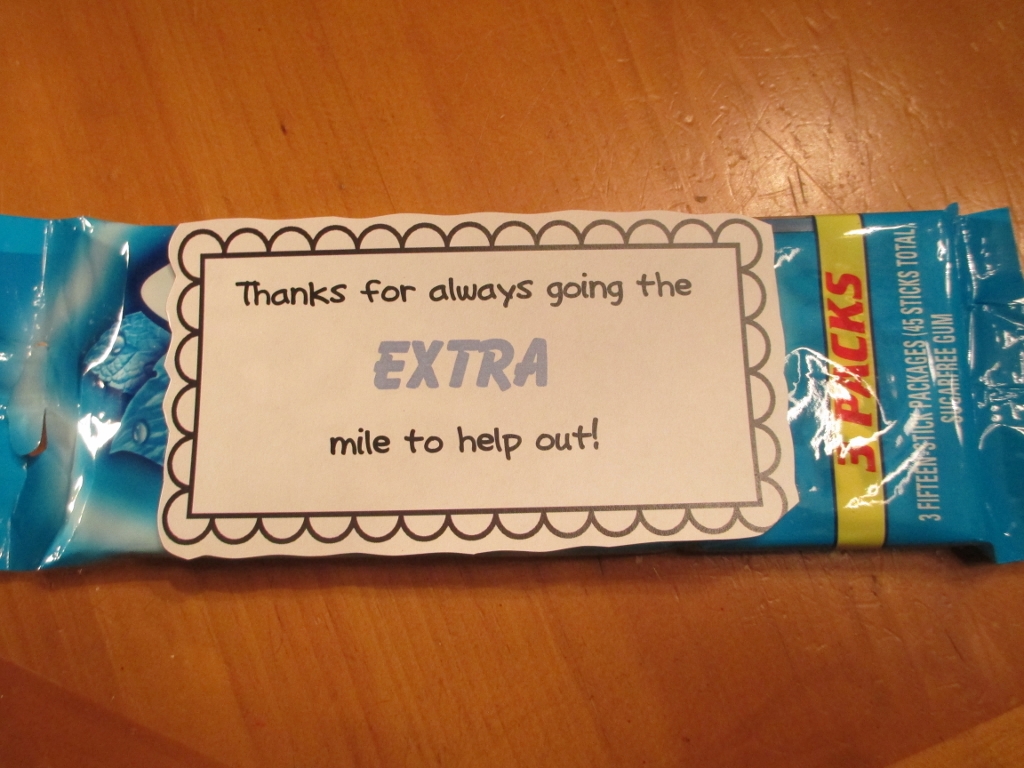 Thanks for always going the
EXTRA
mile to help out!
3 PACKS
3 FIFTEEN-STICK PACKAGES (45 STICKS TOTAL)
SUGARFREE GUM